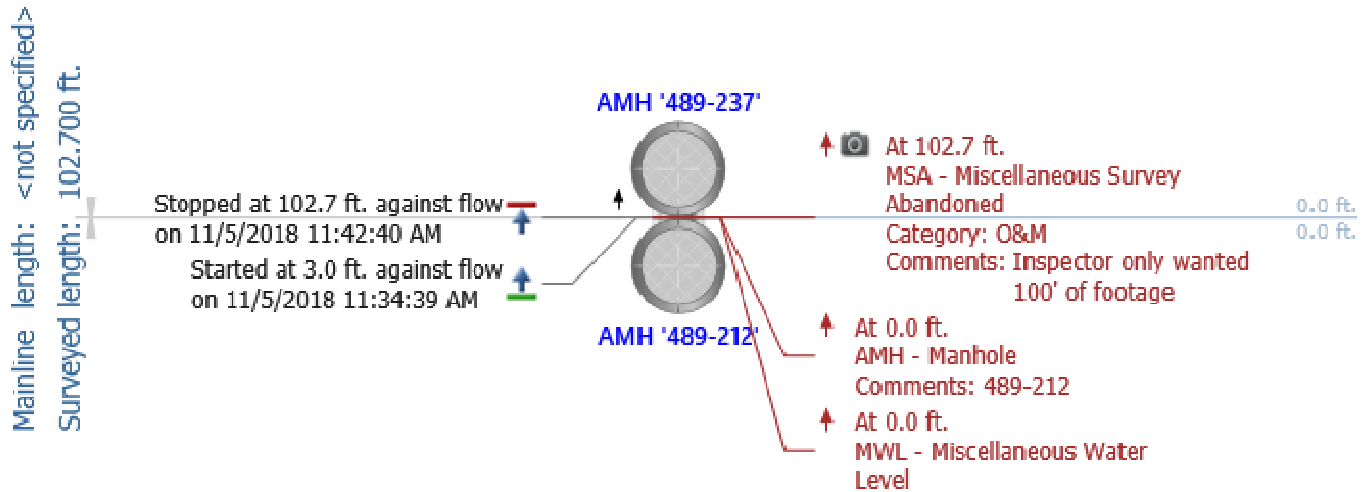 Mainline length: <not specified>
Surveyed length: 102.700 ft.
AMH '489-237'
Stopped at 102.7 ft. against flow
on 11/5/2018 11:42:40 AM
Started at 3.0 ft. against flow
on 11/5/2018 11:34:39 AM
AMH '489-212'
At 102.7 ft.
MSA - Miscellaneous Survey
Abandoned
Category: O&M
Comments: Inspector only wanted
100' of footage
0.0 ft.
0.0 ft.
At 0.0 ft.
AMH - Manhole
Comments: 489-212
At 0.0 ft.
MWL - Miscellaneous Water
Level